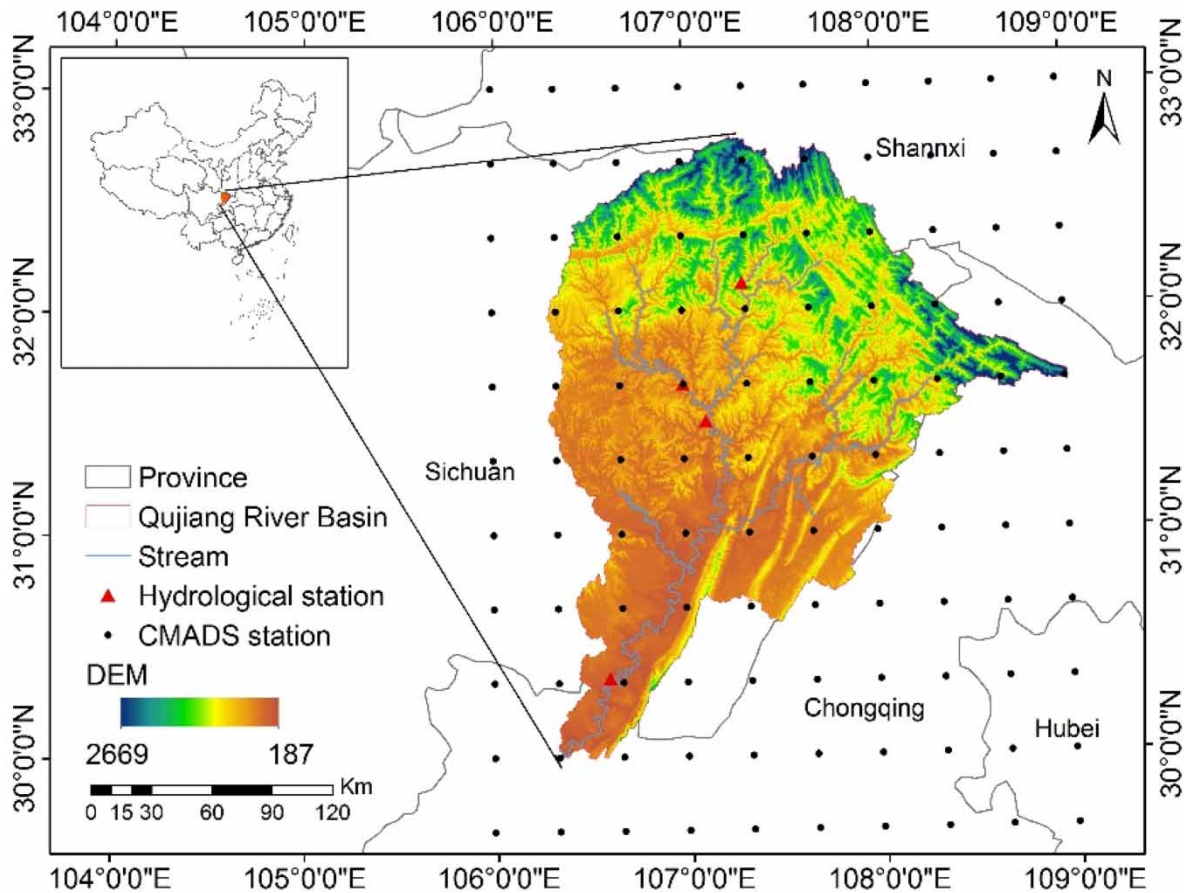 104°0'0"E 105°0'0"E 106°0'0"E 107°0'0"E 108°0'0"E 109°0'0"E
33°0'0"N
32°0'0"N
31°0'0"N
30°0'0"N
33°0'0"N
32°0'0"N
31°0'0"N
30°0'0"N
N
Shannxi
Sichuan
Chongqing
Hubei
Province
Qujiang River Basin
Stream
Hydrological station
CMADS station
DEM
2669 187
Km
0 15 30 60 90 120
104°0'0"E 105°0'0"E 106°0'0"E 107°0'0"E 108°0'0"E 109°0'0"E